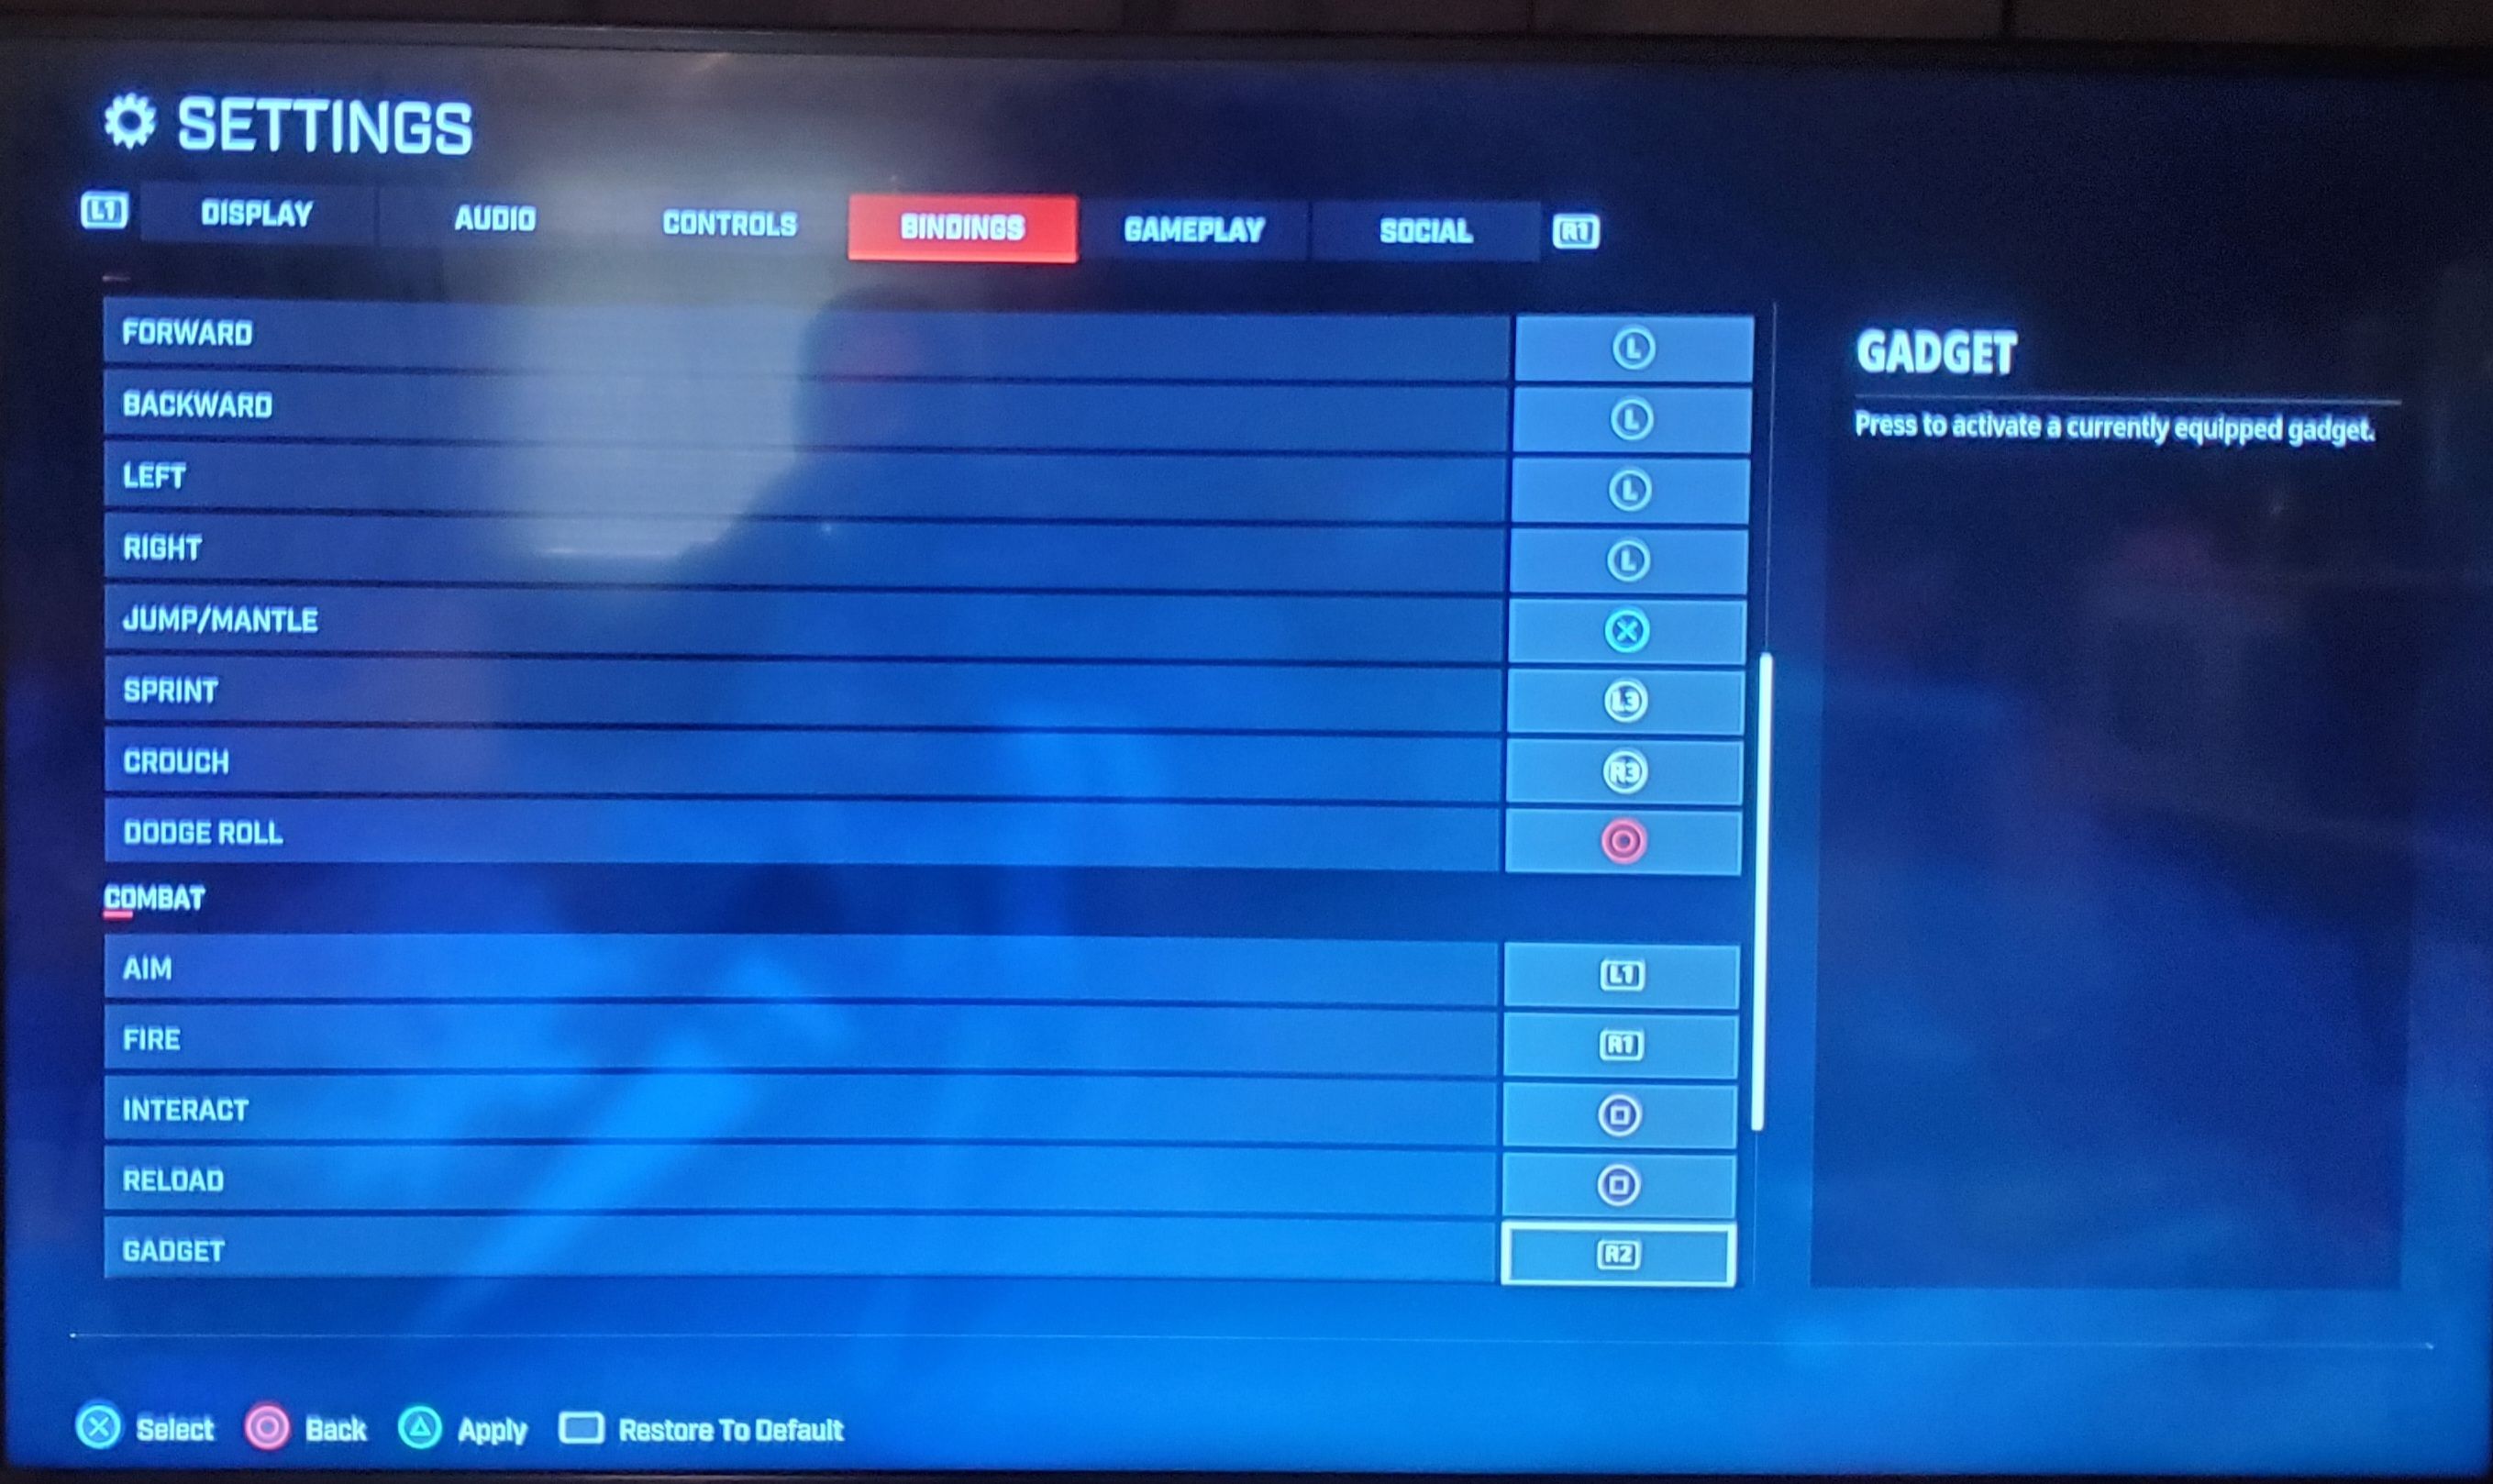 SETTINGS
L1 DISPLAY AUDIO CONTROLS BINDINGS GAMEPLAY SOCIAL R1
FORWARD L
BACKWARD L
LEFT L
RIGHT L
JUMP/MANTLE
SPRINT L3
CROUCH R3
DODGE ROLL
COMBAT
AIM L1
FIRE R1
INTERACT
RELOAD
GADGET R2
GADGET
Press to activate a currently equipped gadget.
Select Back Apply Restore To Default